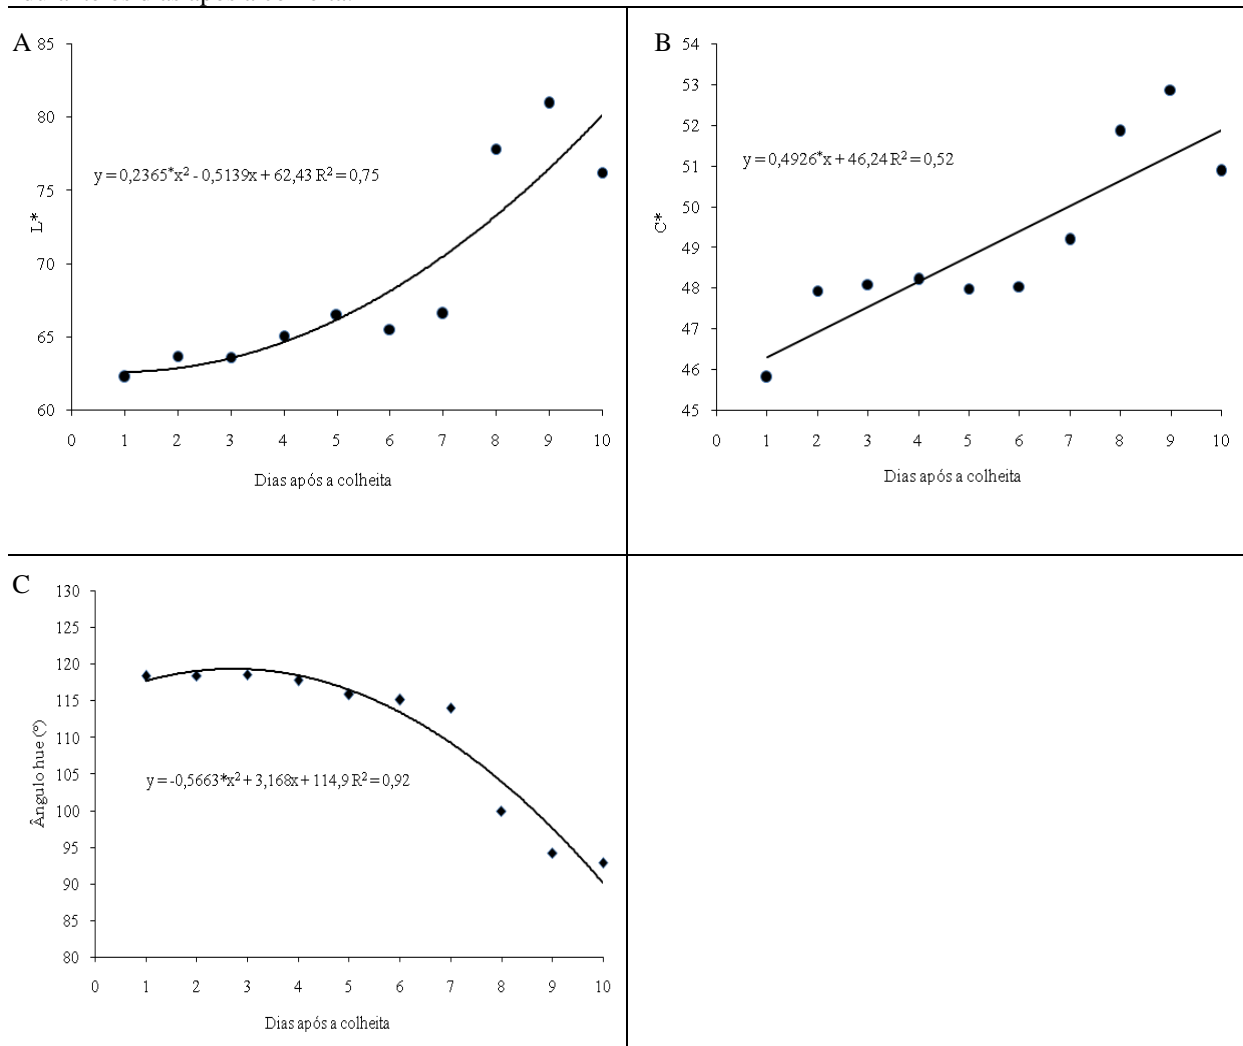 A
85
80
75
70
65
60
L*
y = 0,2365*x² - 0,5139x + 62,43 R² = 0,75
0 1 2 3 4 5 6 7 8 9 10
Dias após a colheita
B
54
53
52
51
50
49
48
47
46
45
C*
y = 0,4926*x + 46,24 R² = 0,52
0 1 2 3 4 5 6 7 8 9 10
Dias após a colheita
C
130
125
120
115
110
105
100
95
90
85
80
Ângulo hue (º)
y = -0,5663*x² + 3,168x + 114,9 R² = 0,92
0 1 2 3 4 5 6 7 8 9 10
Dias após a colheita